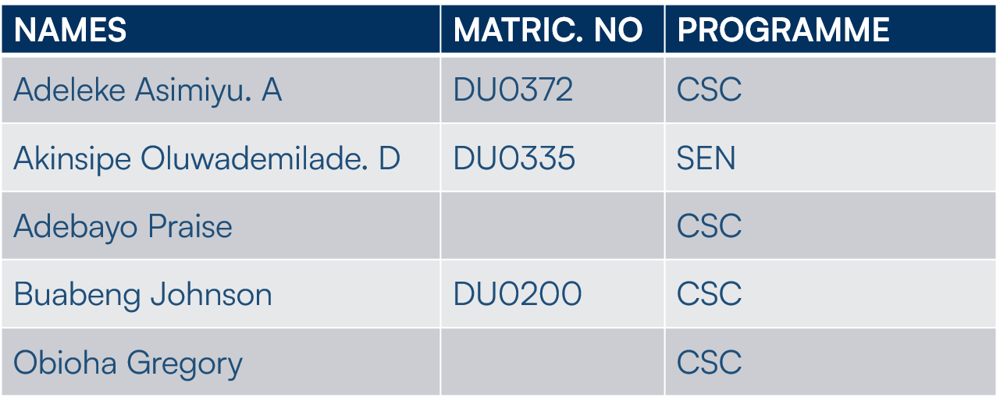 NAMES MATRIC. NO PROGRAMME
Adeleke Asimiyu. A DU0372 CSC
Akinsipe Oluwademilade. D DU0335 SEN
Adebayo Praise CSC
Buabeng Johnson DU0200 CSC
Obioha Gregory CSC